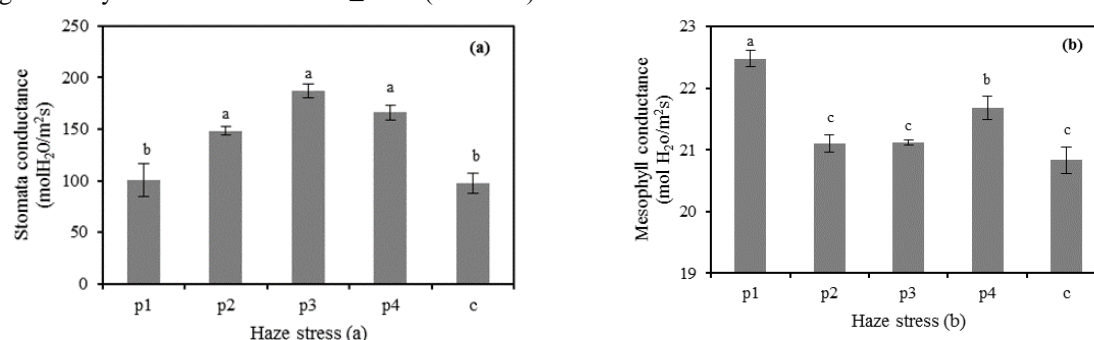 250
200
150
100
50
0
Stomata conductance
(molH₂0/m²s)
(a)
b
a
a
a
b
p1 p2 p3 p4 c
Haze stress (a)
23
22
21
20
19
Mesophyll conductance
(mol H₂o/m²s)
(b)
a
c
c
b
c
p1 p2 p3 p4 c
Haze stress (b)